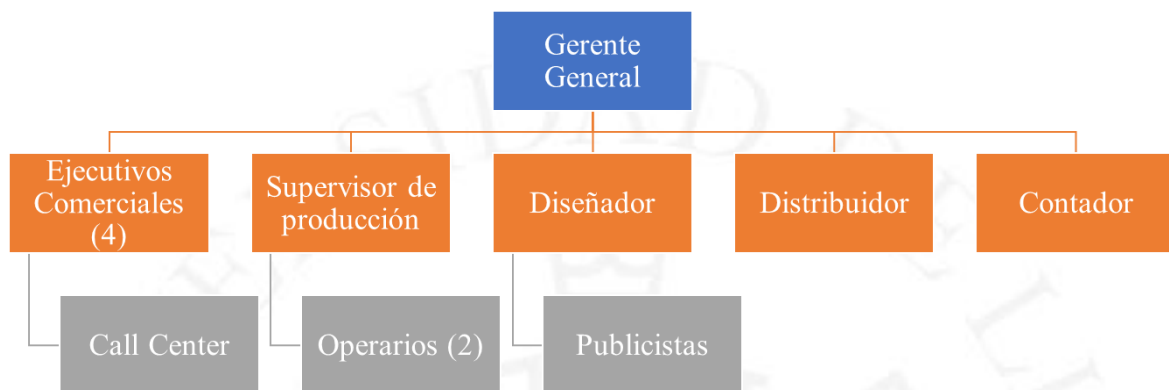 Gerente
General
Ejecutivos
Comerciales
(4)
Supervisor de
producción
Diseñador
Distribuidor
Contador
Call Center
Operarios (2)
Publicistas